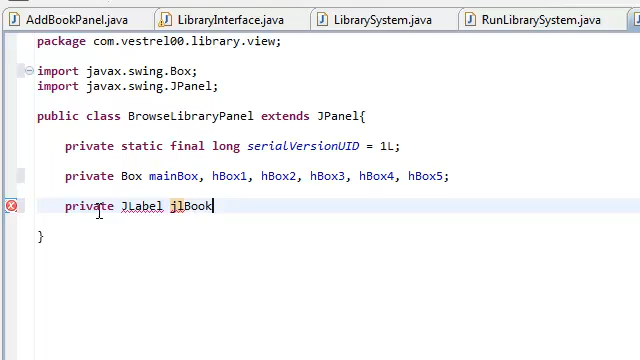 AddBookPanel.java LibraryInterface.java LibrarySystem.java RunLibrarySystem.java
package com.vestrel00.library.view;
import javax.swing.Box;
import javax.swing.JPanel;
public class BrowseLibraryPanel extends JPanel{
private static final long serialVersionUID = 1L;
private Box mainBox, hBox1, hBox2, hBox3, hBox4, hBox5;
private JLabel jlBook
}